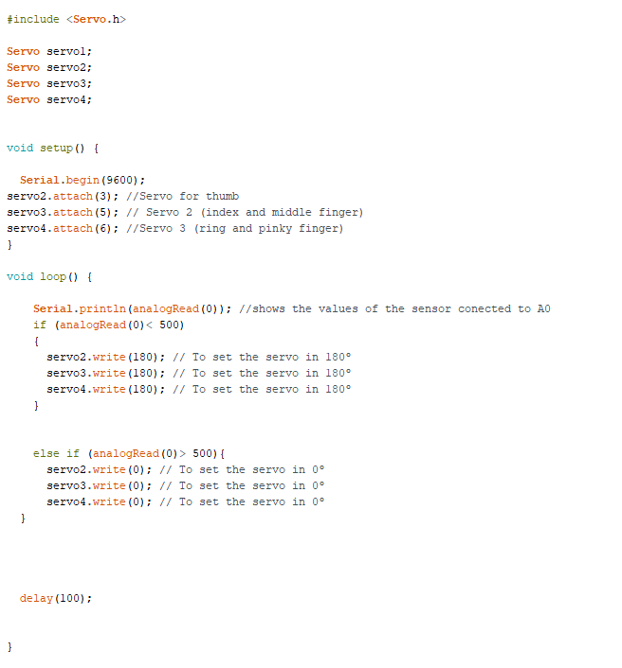 #include <Servo.h>
Servo servo1;
Servo servo2;
Servo servo3;
Servo servo4;
void setup() {
Serial.begin(9600);
servo2.attach(3); //Servo for thumb
servo3.attach(5); // Servo 2 (index and middle finger)
servo4.attach(6); //Servo 3 (ring and pinky finger)
}
void loop() {
Serial.println(analogRead(0)); //shows the values of the sensor conected to A0
if (analogRead(0)< 500)
{
servo2.write(180); // To set the servo in 180°
servo3.write(180); // To set the servo in 180°
servo4.write(180); // To set the servo in 180°
}
else if (analogRead(0)> 500){
servo2.write(0); // To set the servo in 0°
servo3.write(0); // To set the servo in 0°
servo4.write(0); // To set the servo in 0°
}
delay(100);
}